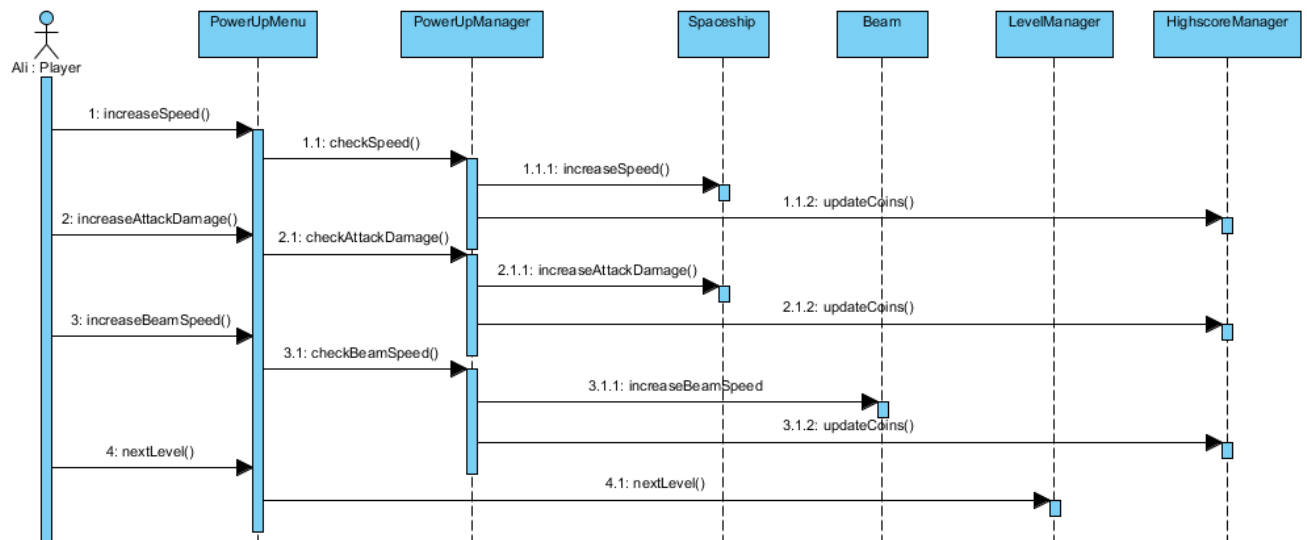 PowerUpMenu
PowerUpManager
Spaceship
Beam
LevelManager
HighscoreManager
Ali : Player
1: increaseSpeed()
1.1: checkSpeed()
1.1.1: increaseSpeed()
1.1.2: updateCoins()
2: increaseAttackDamage()
2.1: checkAttackDamage()
2.1.1: increaseAttackDamage()
2.1.2: updateCoins()
3: increaseBeamSpeed()
3.1: checkBeamSpeed()
3.1.1: increaseBeamSpeed
3.1.2: updateCoins()
4: nextLevel()
4.1: nextLevel()